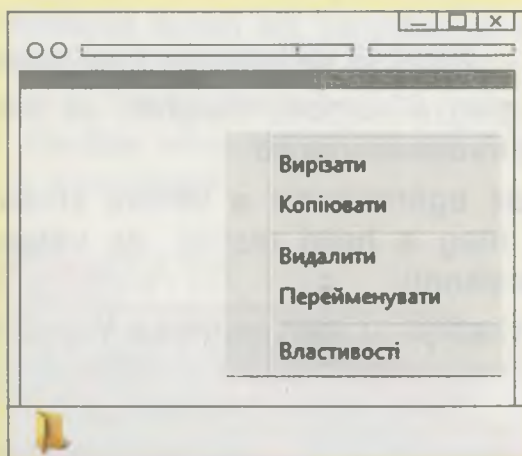 Вирізати
Копіювати
Видалити
Перейменувати
Властивості